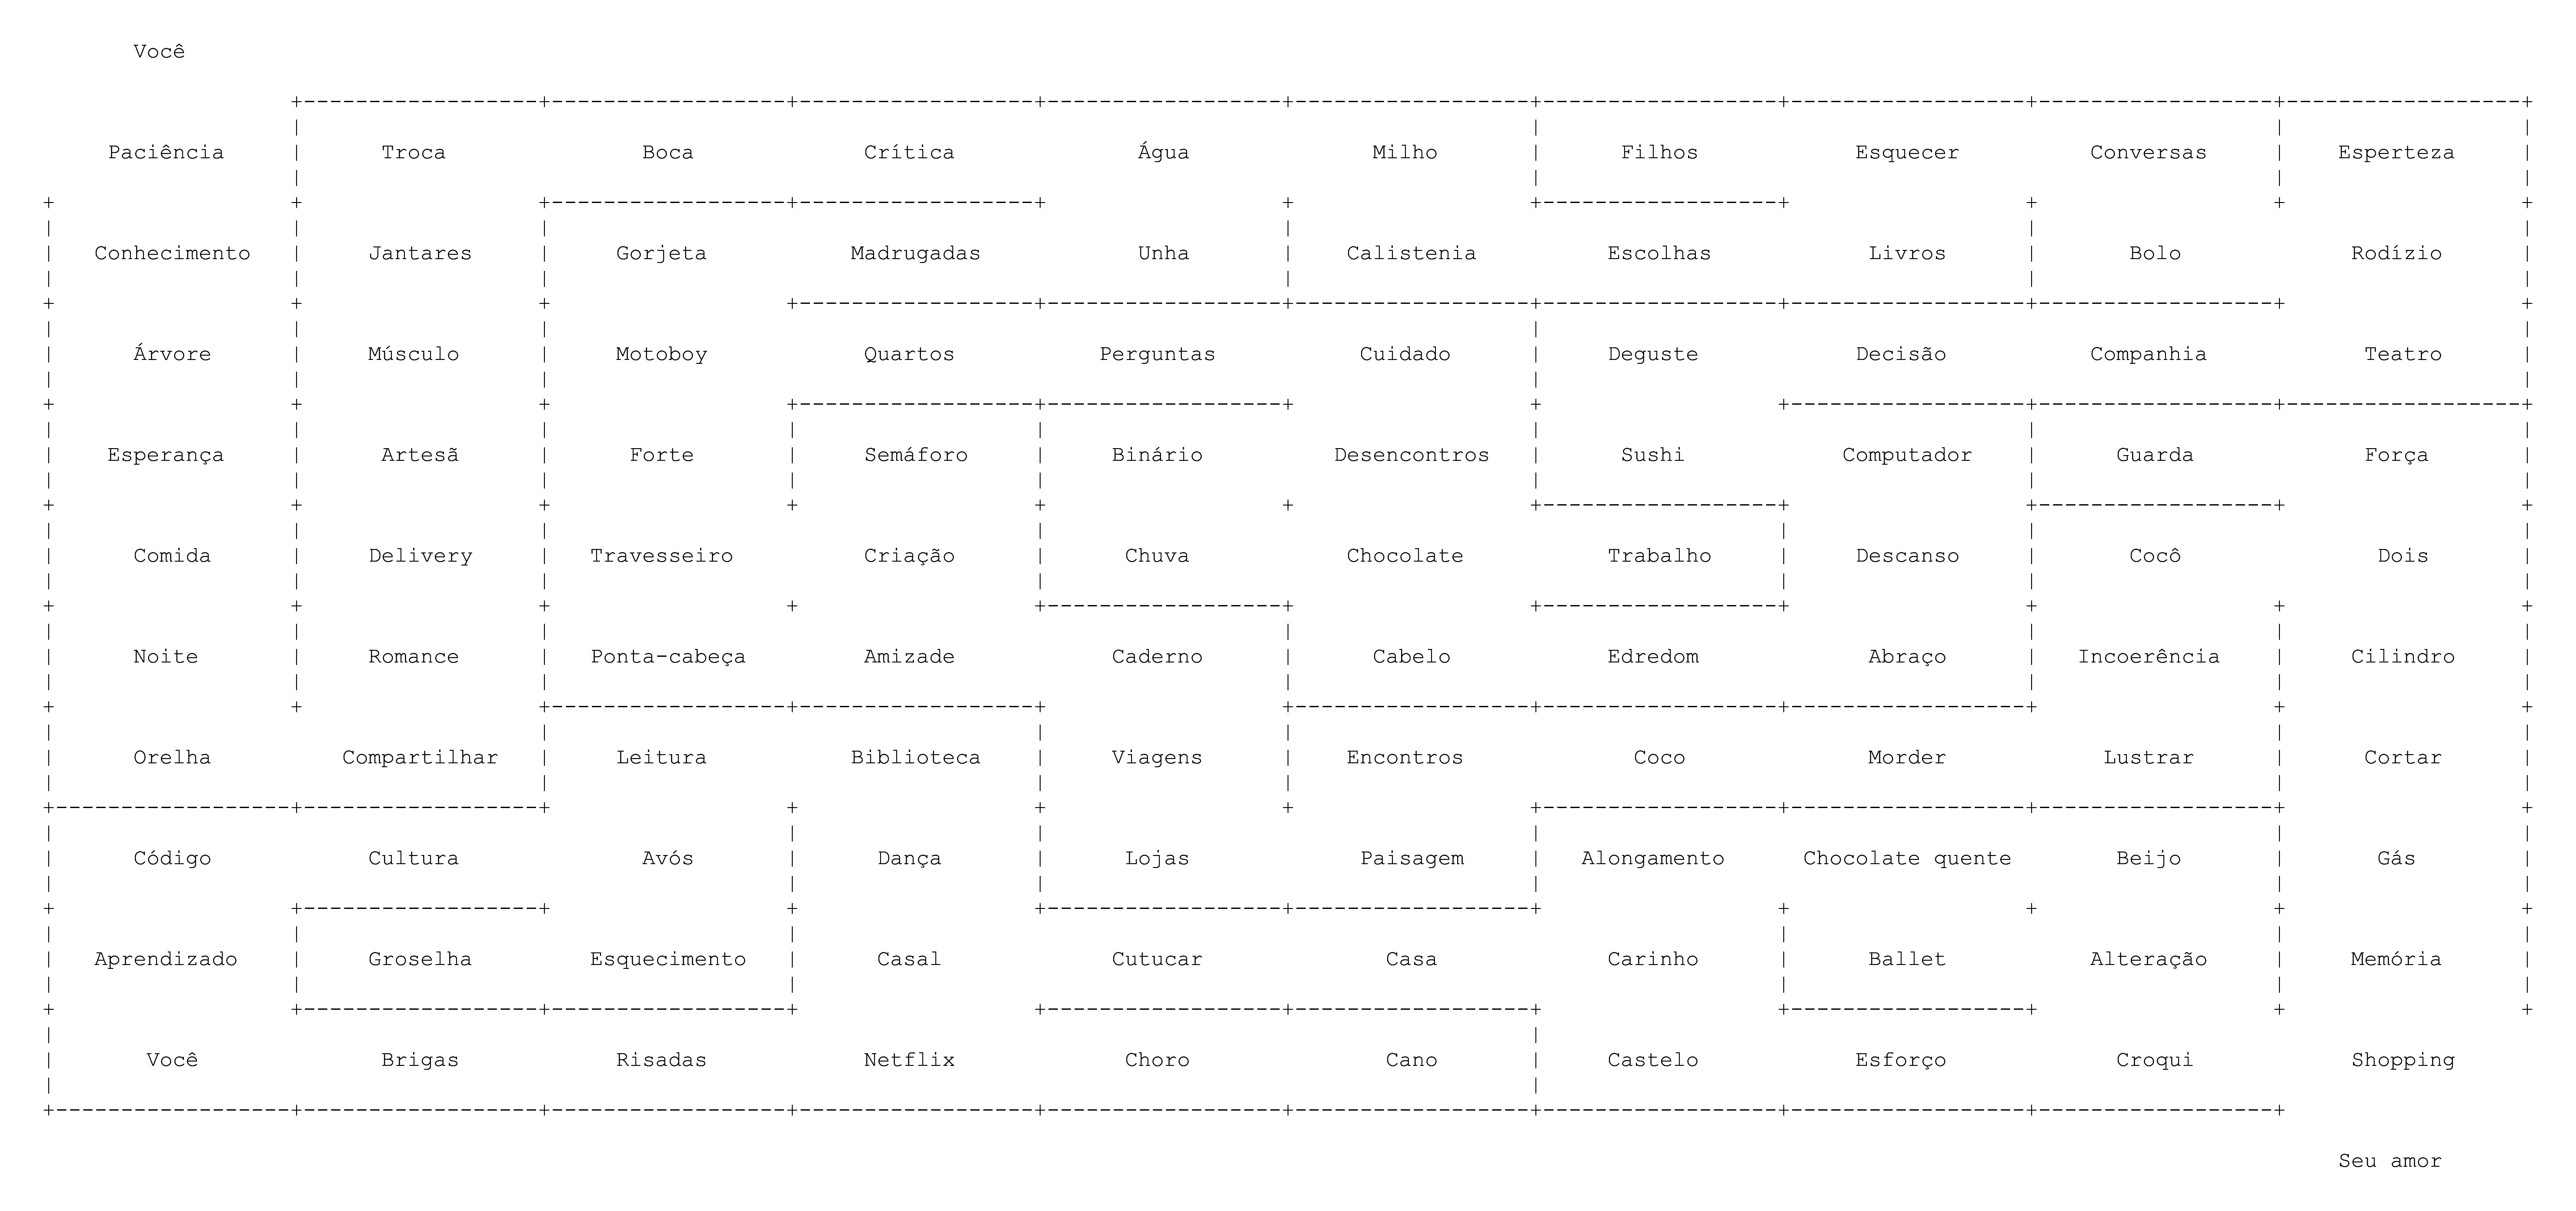 Você
Paciência Troca Boca Crítica Água Milho Filhos Esquecer Conversas Esperteza
Conhecimento Jantares Gorjeta Madrugadas Unha Calistenia Escolhas Livros Bolo Rodízio
Árvore Músculo Motoboy Quartos Perguntas Cuidado Deguste Decisão Companhia Teatro
Esperança Artesã Forte Semáforo Binário Desencontros Sushi Computador Guarda Força
Comida Delivery Travesseiro Criação Chuva Chocolate Trabalho Descanso Cocô Dois
Noite Romance Ponta-cabeça Amizade Caderno Cabelo Edredom Abraço Incoerência Cilindro
Orelha Compartilhar Leitura Biblioteca Viagens Encontros Coco Morder Lustrar Cortar
Código Cultura Avós Dança Lojas Paisagem Alongamento Chocolate quente Beijo Gás
Aprendizado Groselha Esquecimento Casal Cutucar Casa Carinho Ballet Alteração Memória
Você Brigas Risadas Netflix Choro Cano Castelo Esforço Croqui Shopping
Seu amor